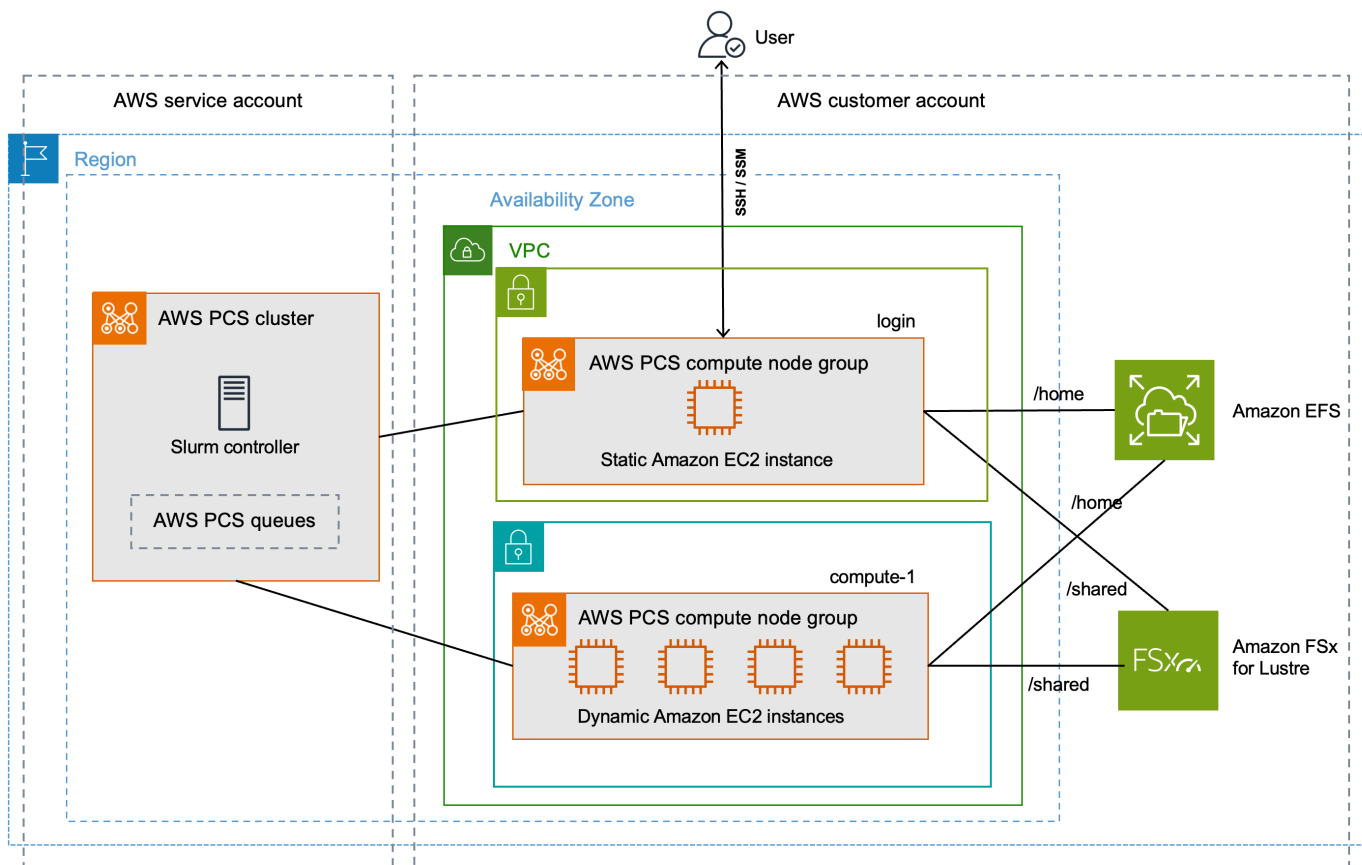 User
AWS service account
AWS customer account
Region
SSH / SSM
Availability Zone
VPC
AWS PCS cluster
login
AWS PCS compute node group
/home
Amazon EFS
Slurm controller
Static Amazon EC2 instance
AWS PCS queues
/home
compute-1
/shared
AWS PCS compute node group
Amazon FSx
for Lustre
FSx
/shared
Dynamic Amazon EC2 instances